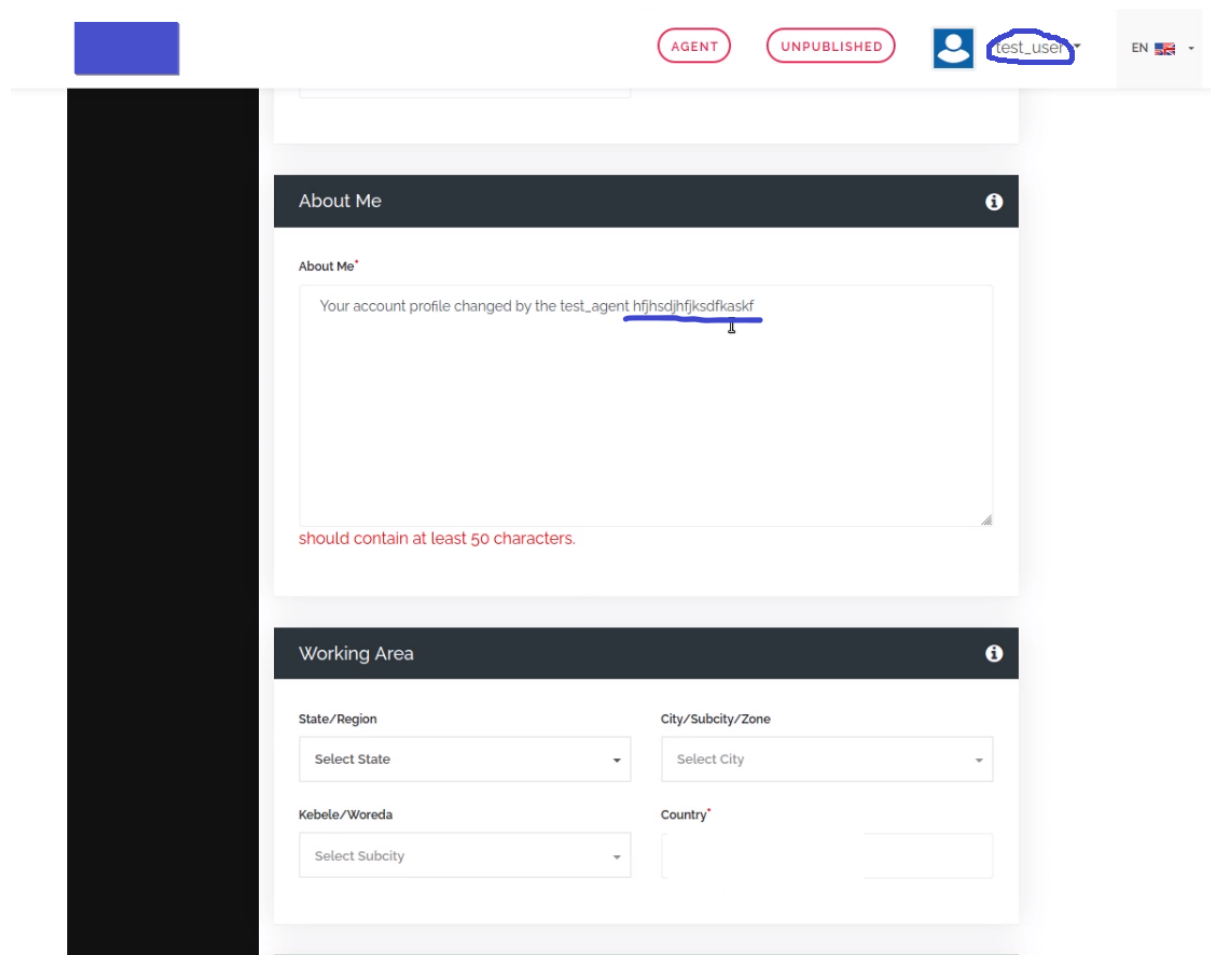 AGENT
UNPUBLISHED
test_user
EN
About Me
About Me*
Your account profile changed by the test_agent hfjhsdjhfjksdfkaskf
should contain at least 50 characters.
Working Area
State/Region
City/Subcity/Zone
Select State
Select City
Kebele/Woreda
Country*
Select Subcity